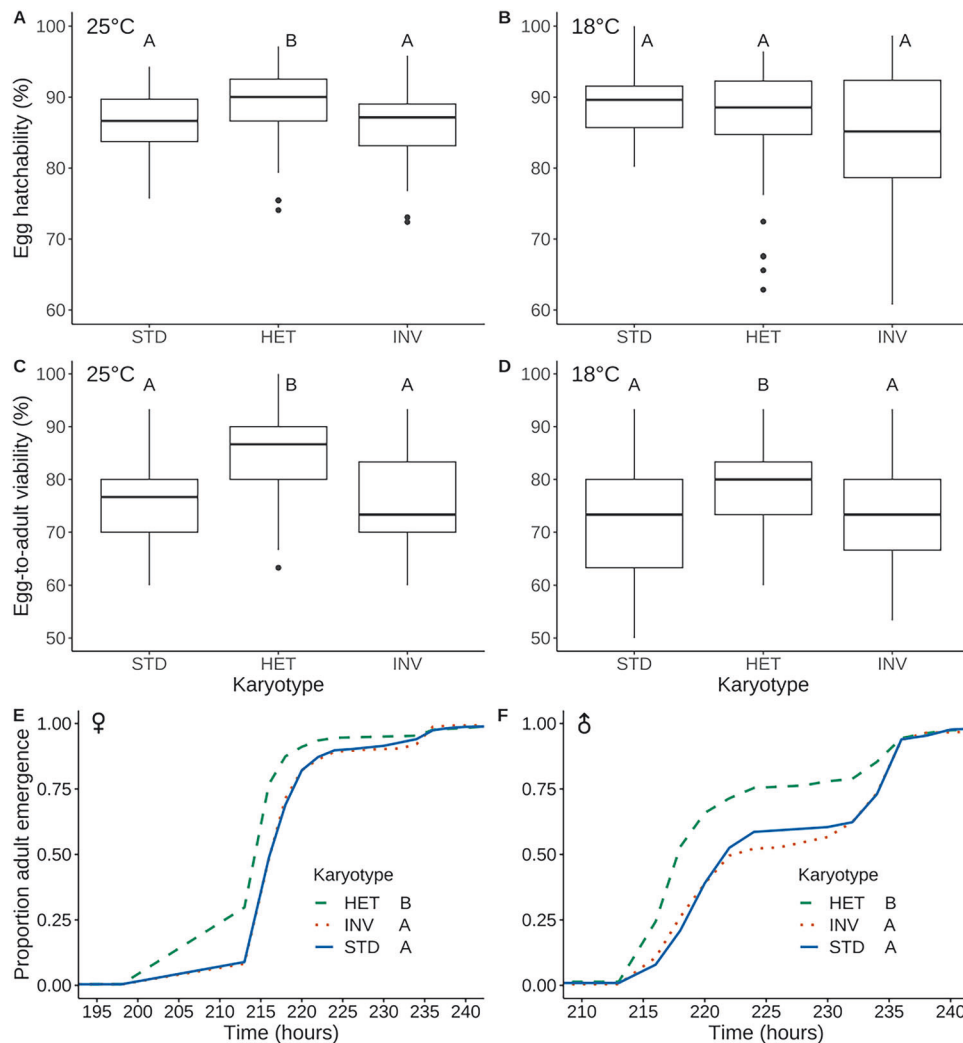 A 25°C
B 18°C
A B A
A A A
Egg hatchability (%)
100
90
80
70
60
100
90
80
70
60
STD HET INV
STD HET INV
C 25°C
D 18°C
A B A
A B A
Egg-to-adult viability (%)
100
90
80
70
60
50
100
90
80
70
60
50
STD HET INV
STD HET INV
Karyotype
Karyotype
E ♀
F ♂
Proportion adult emergence
1.00
0.75
0.50
0.25
0.00
Karyotype
HET B
INV A
STD A
195 200 205 210 215 220 225 230 235 240
Time (hours)
1.00
0.75
0.50
0.25
0.00
Karyotype
HET B
INV A
STD A
210 215 220 225 230 235 240
Time (hours)